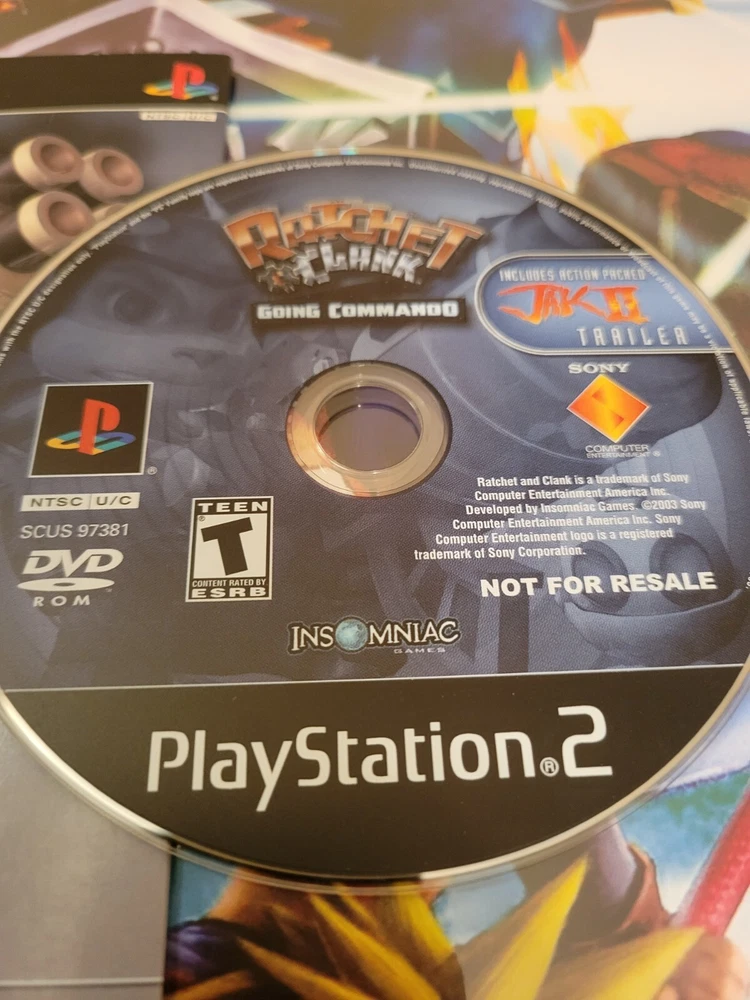 NTSC U/C
RATCHET
CLANK
GOING COMMANDO
INCLUDES ACTION PACKED
JAK II
TRAILER
SONY
COMPUTER
ENTERTAINMENT ®
®
NTSC U/C
SCUS 97381
DVD
ROM
TEEN
T
®
CONTENT RATED BY
ESRB
Ratchet and Clank is a trademark of Sony
Computer Entertainment America Inc.
Developed by Insomniac Games. ©2003 Sony
Computer Entertainment America Inc. Sony
Computer Entertainment logo is a registered
trademark of Sony Corporation.
NOT FOR RESALE
INSOMNIAC
GAMES
PlayStation®2